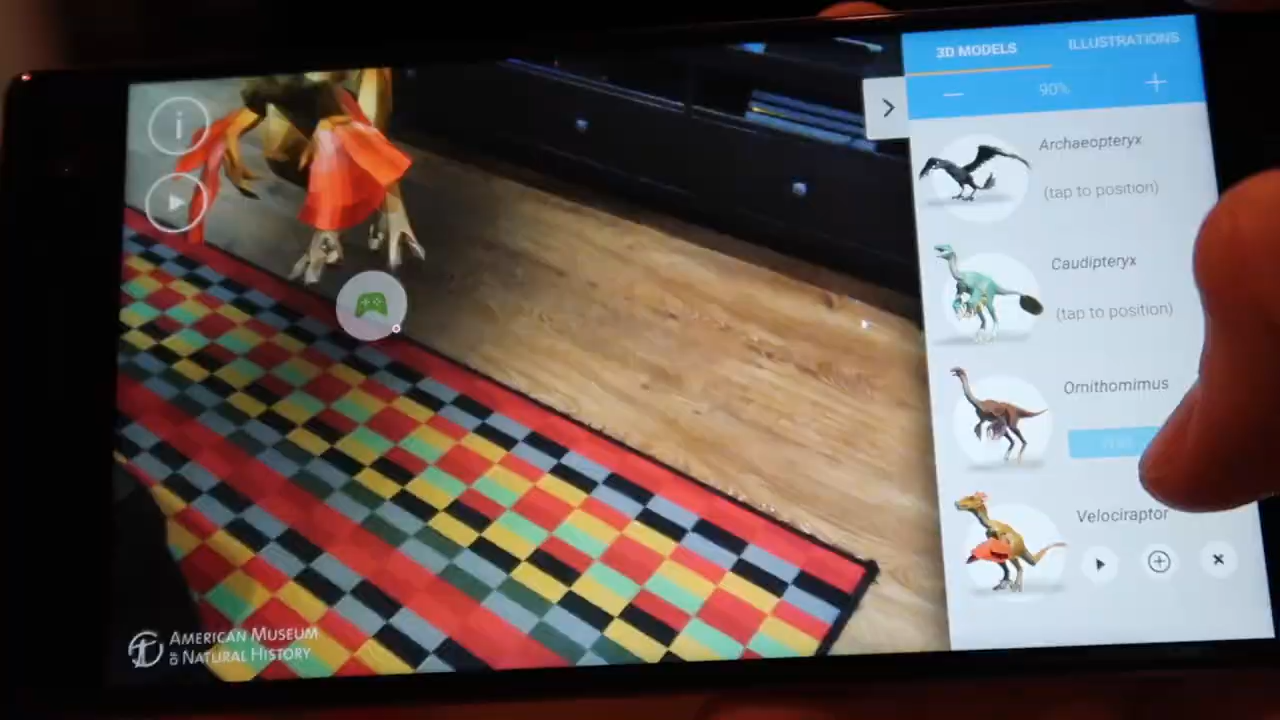 3D MODELS
ILLUSTRATIONS
90%
Archaeopteryx
(tap to position)
Caudipteryx
(tap to position)
Ornithomimus
Velociraptor
AMERICAN MUSEUM
OF NATURAL HISTORY